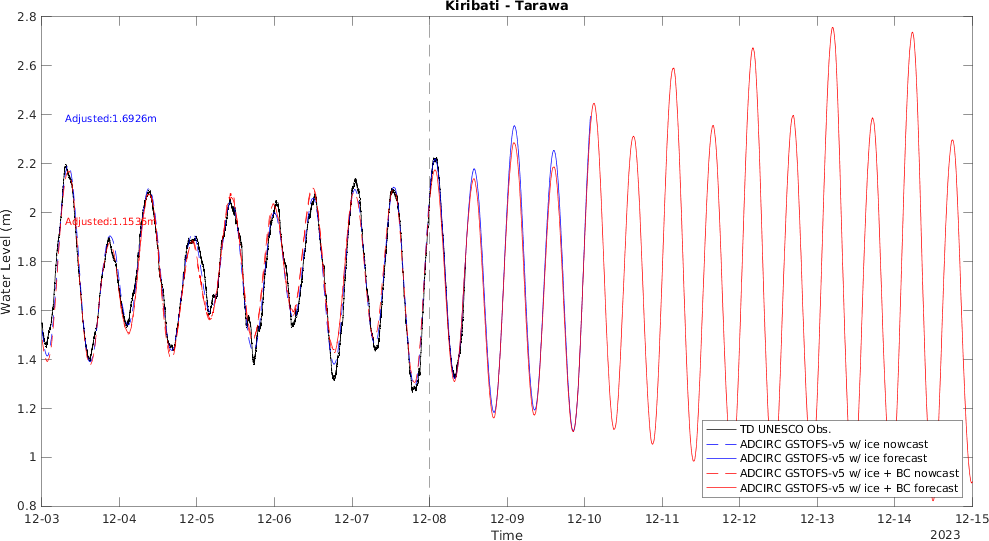 Kiribati - Tarawa
2.8
2.6
2.4
2.2
2
1.8
1.6
1.4
1.2
1
0.8
Water Level (m)
Adjusted:1.6926m
Adjusted:1.1535m
TD UNESCO Obs.
ADCIRC GSTOFS-v5 w/ ice nowcast
ADCIRC GSTOFS-v5 w/ ice forecast
ADCIRC GSTOFS-v5 w/ ice + BC nowcast
ADCIRC GSTOFS-v5 w/ ice + BC forecast
12-03 12-04 12-05 12-06 12-07 12-08 12-09 12-10 12-11 12-12 12-13 12-14 12-15
Time
2023